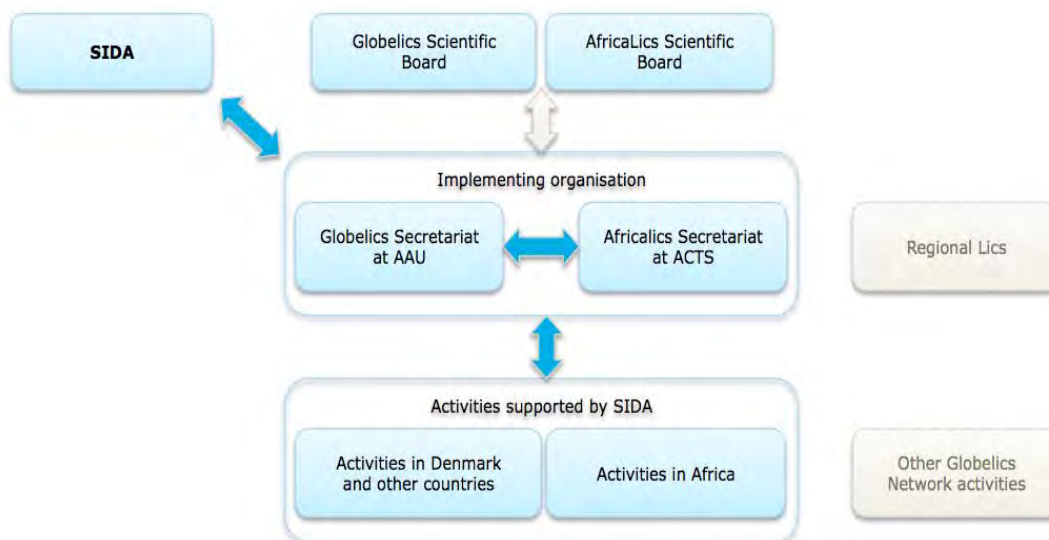 SIDA
Globelics Scientific
Board
AfricaLics Scientific
Board
Implementing organisation
Globelics Secretariat
at AAU
Africalics Secretariat
at ACTS
Regional Lics
Activities supported by SIDA
Activities in Denmark
and other countries
Activities in Africa
Other Globelics
Network activities